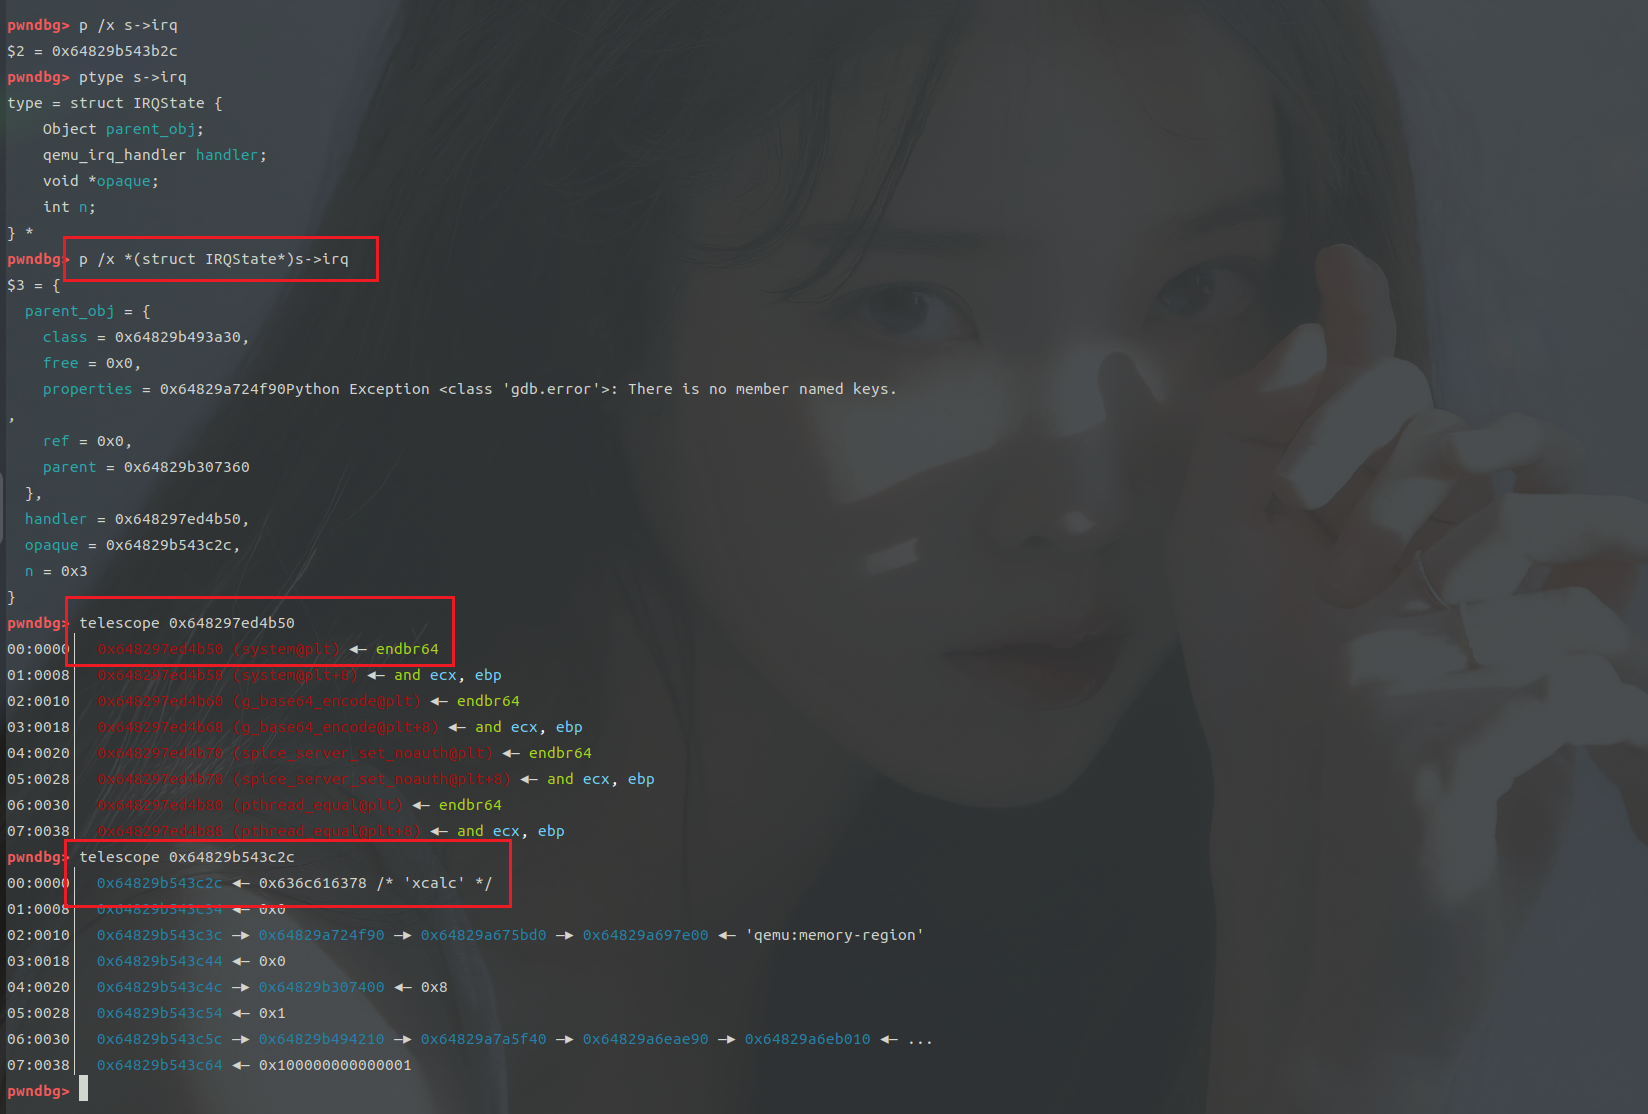 pwndbg> p /x s->irq
$2 = 0x64829b543b2c
pwndbg> ptype s->irq
type = struct IRQState {
    Object parent_obj;
    qemu_irq_handler handler;
    void *opaque;
    int n;
} *
pwndbg> p /x *(struct IRQState*)s->irq
$3 = {
  parent_obj = {
    class = 0x64829b493a30,
    free = 0x0,
    properties = 0x64829a724f90Python Exception <class 'gdb.error'>: There is no member named keys.
,
    ref = 0x0,
    parent = 0x64829b307360
  },
  handler = 0x648297ed4b50,
  opaque = 0x64829b543c2c,
  n = 0x3
}
pwndbg> telescope 0x648297ed4b50
00:0000│  0x648297ed4b50 (system@plt) ◂— endbr64
01:0008│  0x648297ed4b58 (system@plt+8) ◂— and ecx, ebp
02:0010│  0x648297ed4b60 (g_base64_encode@plt) ◂— endbr64
03:0018│  0x648297ed4b68 (g_base64_encode@plt+8) ◂— and ecx, ebp
04:0020│  0x648297ed4b70 (spice_server_set_noauth@plt) ◂— endbr64
05:0028│  0x648297ed4b78 (spice_server_set_noauth@plt+8) ◂— and ecx, ebp
06:0030│  0x648297ed4b80 (pthread_equal@plt) ◂— endbr64
07:0038│  0x648297ed4b88 (pthread_equal@plt+8) ◂— and ecx, ebp
pwndbg> telescope 0x64829b543c2c
00:0000│  0x64829b543c2c ◂— 0x636c616378 /* 'xcalc' */
01:0008│  0x64829b543c34 ◂— 0x0
02:0010│  0x64829b543c3c —▸ 0x64829a724f90 —▸ 0x64829a675bd0 —▸ 0x64829a697e00 ◂— 'qemu:memory-region'
03:0018│  0x64829b543c44 ◂— 0x0
04:0020│  0x64829b543c4c —▸ 0x64829b307400 ◂— 0x8
05:0028│  0x64829b543c54 ◂— 0x1
06:0030│  0x64829b543c5c —▸ 0x64829b494210 —▸ 0x64829a7a5f40 —▸ 0x64829a6eae90 —▸ 0x64829a6eb010 ◂— ...
07:0038│  0x64829b543c64 ◂— 0x100000000000001
pwndbg>